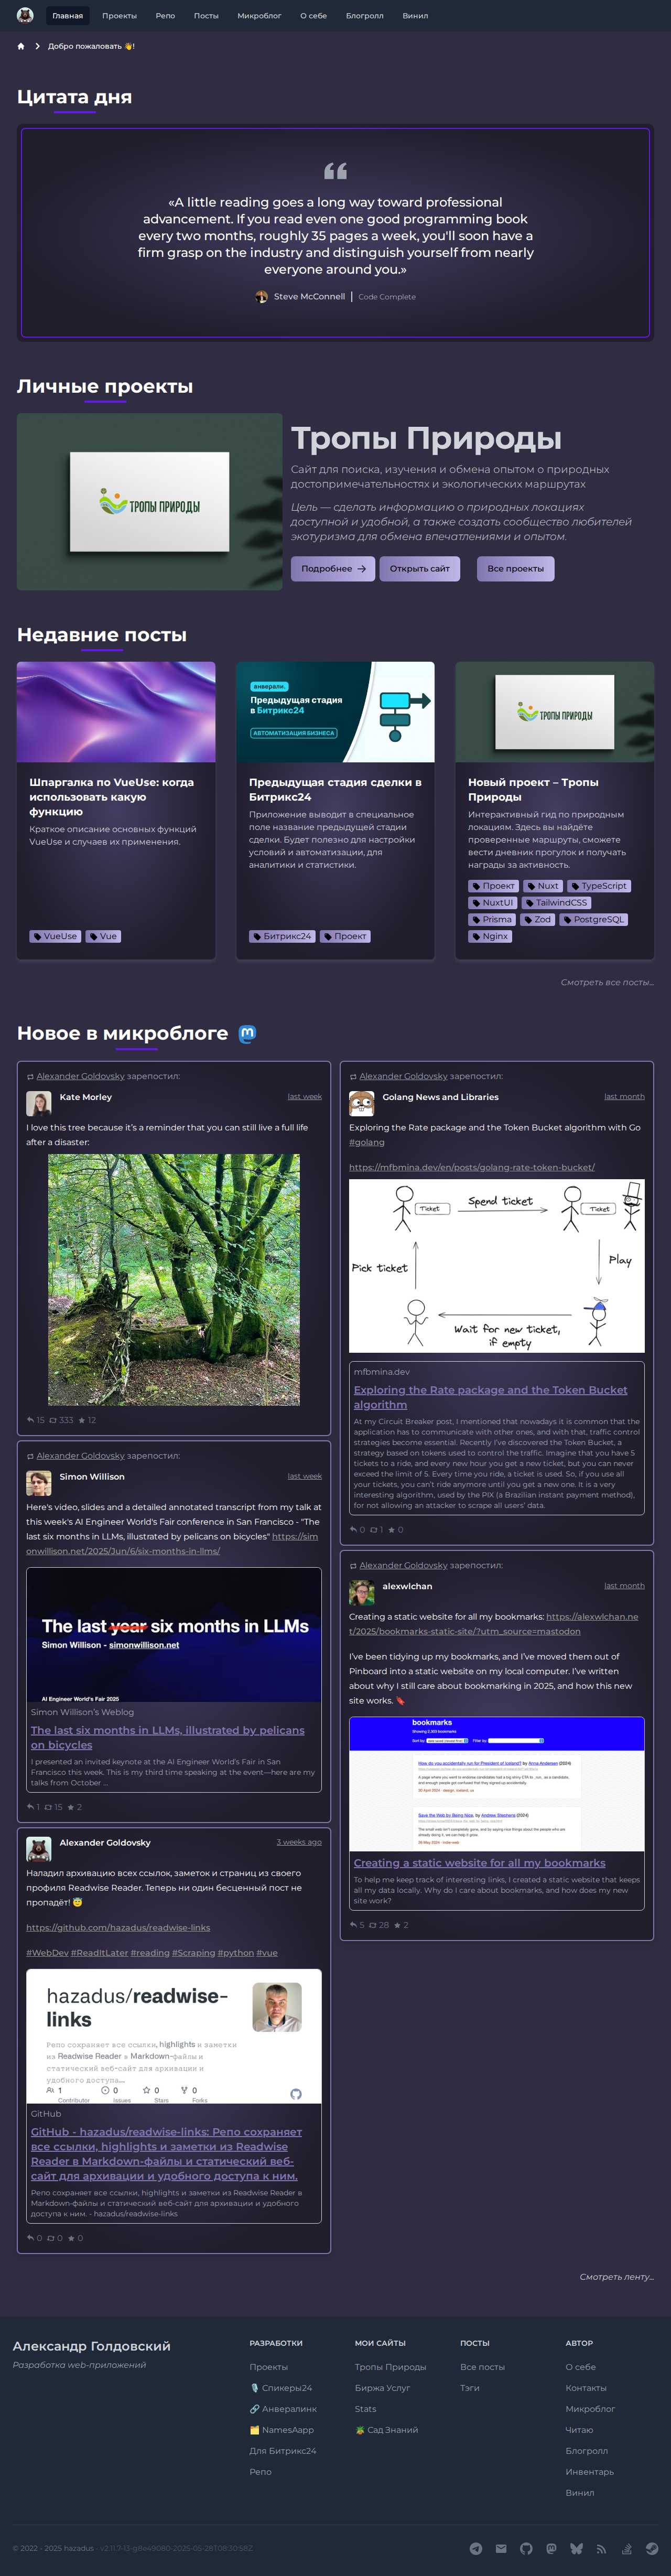 Главная Проекты Репо Посты Микроблог О себе Блогролл Винил
Добро пожаловать 👋!
Цитата дня
«A little reading goes a long way toward professional
advancement. If you read even one good programming book
every two months, roughly 35 pages a week, you'll soon have a
firm grasp on the industry and distinguish yourself from nearly
everyone around you.»
Steve McConnell | Code Complete
Личные проекты
ТРОПЫ ПРИРОДЫ
Тропы Природы
Сайт для поиска, изучения и обмена опытом о природных
достопримечательностях и экологических маршрутах
Цель — сделать информацию о природных локациях
доступной и удобной, а также создать сообщество любителей
экотуризма для обмена впечатлениями и опытом.
Подробнее → Открыть сайт Все проекты
Недавние посты
Шпаргалка по VueUse: когда
использовать какую
функцию
Краткое описание основных функций
VueUse и случаев их применения.
VueUse Vue
анверали.
Предыдущая стадия
в Битрикс24
АВТОМАТИЗАЦИЯ БИЗНЕСА
Предыдущая стадия сделки в
Битрикс24
Приложение выводит в специальное
поле название предыдущей стадии
сделки. Будет полезно для настройки
условий и автоматизации, для
аналитики и статистики.
Битрикс24 Проект
ТРОПЫ ПРИРОДЫ
Новый проект – Тропы
Природы
Интерактивный гид по природным
локациям. Здесь вы найдёте
проверенные маршруты, сможете
вести дневник прогулок и получать
награды за активность.
Проект Nuxt TypeScript
NuxtUI TailwindCSS
Prisma Zod PostgreSQL
Nginx
Смотреть все посты...
Новое в микроблоге
Alexander Goldovsky зарепостил:
Kate Morley last week
I love this tree because it’s a reminder that you can still live a full life
after a disaster:
15 333 12
Alexander Goldovsky зарепостил:
Simon Willison last week
Here's video, slides and a detailed annotated transcript from my talk at
this week's AI Engineer World's Fair conference in San Francisco - "The
last six months in LLMs, illustrated by pelicans on bicycles" https://sim
onwillison.net/2025/Jun/6/six-months-in-llms/
The last year six months in LLMs
Simon Willison - simonwillison.net
AI Engineer World's Fair 2025
Simon Willison’s Weblog
The last six months in LLMs, illustrated by pelicans
on bicycles
I presented an invited keynote at the AI Engineer World’s Fair in San
Francisco this week. This is my third time speaking at the event—here are my
talks from October …
1 15 2
Alexander Goldovsky 3 weeks ago
Наладил архивацию всех ссылок, заметок и страниц из своего
профиля Readwise Reader. Теперь ни один бесценный пост не
пропадёт! 😇
https://github.com/hazadus/readwise-links
#WebDev #ReadItLater #reading #Scraping #python #vue
hazadus/readwise-
links
Репо сохраняет все ссылки, highlights и заметки
из Readwise Reader в Markdown-файлы и
статический веб-сайт для архивации и
удобного доступа...
1 0 0 0
Contributor Issues Stars Forks
GitHub
GitHub - hazadus/readwise-links: Репо сохраняет
все ссылки, highlights и заметки из Readwise
Reader в Markdown-файлы и статический веб-
сайт для архивации и удобного доступа к ним.
Репо сохраняет все ссылки, highlights и заметки из Readwise Reader в
Markdown-файлы и статический веб-сайт для архивации и удобного
доступа к ним. - hazadus/readwise-links
0 0 0
Alexander Goldovsky зарепостил:
Golang News and Libraries last month
Exploring the Rate package and the Token Bucket algorithm with Go
#golang
https://mfbmina.dev/en/posts/golang-rate-token-bucket/
Ticket Spend ticket Ticket
Pick ticket Play
Wait for new ticket,
if empty
mfbmina.dev
Exploring the Rate package and the Token Bucket
algorithm
At my Circuit Breaker post, I mentioned that nowadays it is common that the
application has to communicate with other ones, and with that, traffic control
strategies become essential. Recently I’ve discovered the Token Bucket, a
strategy based on tokens used to control the traffic. Imagine that you have 5
tickets to a ride, and every new hour you get a new ticket, but you can never
exceed the limit of 5. Every time you ride, a ticket is used. So, if you use all
your tickets, you can’t ride anymore until you get a new one. It is a very
interesting algorithm, used by the PIX (a Brazilian instant payment method),
for not allowing an attacker to scrape all users’ data.
0 1 0
Alexander Goldovsky зарепостил:
alexwlchan last month
Creating a static website for all my bookmarks: https://alexwlchan.ne
t/2025/bookmarks-static-site/?utm_source=mastodon
I’ve been tidying up my bookmarks, and I’ve moved them out of
Pinboard into a static website on my local computer. I’ve written
about why I still care about bookmarking in 2025, and how this new
site works. 🔖
bookmarks
How do you accidentally run for President of Iceland? by Anna Andersen (2024)
Save the Web by Being Nice, by Andrew Stephens (2024)
Creating a static website for all my bookmarks
To help me keep track of interesting links, I created a static website that keeps
all my data locally. Why do I care about bookmarks, and how does my new
site work?
5 28 2
Смотреть ленту...
Александр Голдовский
Разработка web-приложений
РАЗРАБОТКИ
Проекты
🎙️ Спикеры24
🔗 Анвералинк
🗂️ NamesAapp
Для Битрикс24
Репо
МОИ САЙТЫ
Тропы Природы
Биржа Услуг
Stats
🪴 Сад Знаний
ПОСТЫ
Все посты
Тэги
АВТОР
О себе
Контакты
Микроблог
Читаю
Блогролл
Инвентарь
Винил
© 2022 - 2025 hazadus